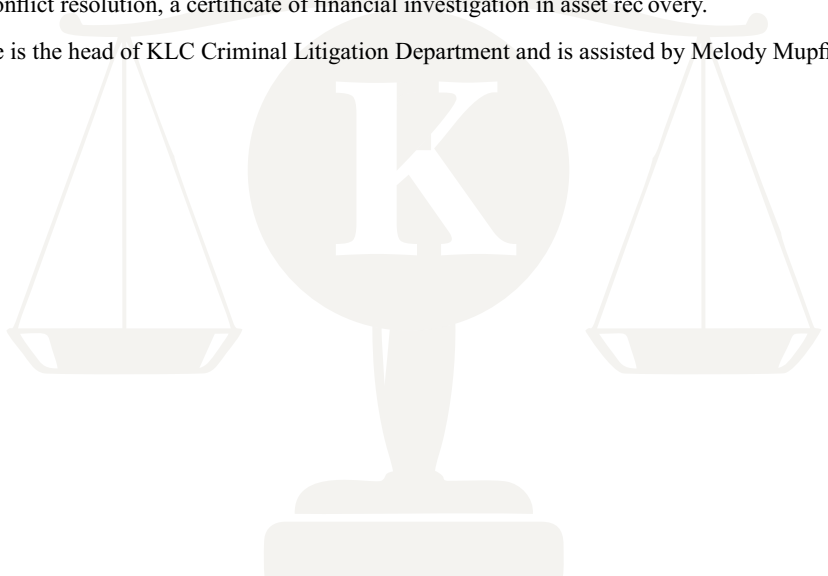 onflict resolution, a certificate of financial investigation in asset rec overy.
e is the head of KLC Criminal Litigation Department and is assisted by Melody Mupfi
K